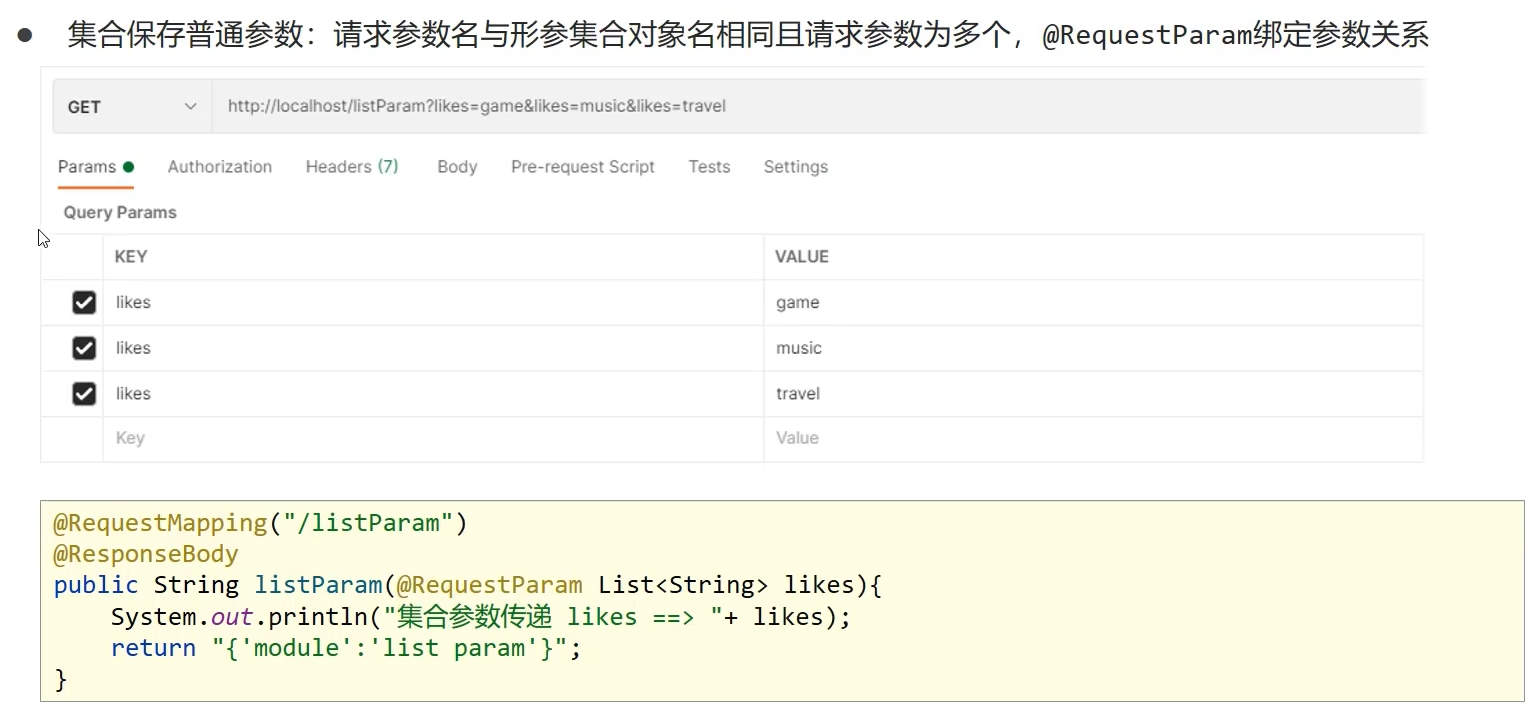 集合保存普通参数：请求参数名与形参集合对象名相同且请求参数为多个，@RequestParam绑定参数关系
GET http://localhost/listParam?likes=game&likes=music&likes=travel
Params Authorization Headers (7) Body Pre-request Script Tests Settings
Query Params
KEY VALUE
likes game
likes music
likes travel
Key Value
@RequestMapping("/listParam")
@ResponseBody
public String listParam(@RequestParam List<String> likes){
    System.out.println("集合参数传递 likes ==> "+ likes);
    return "{'module':'list param'}";
}